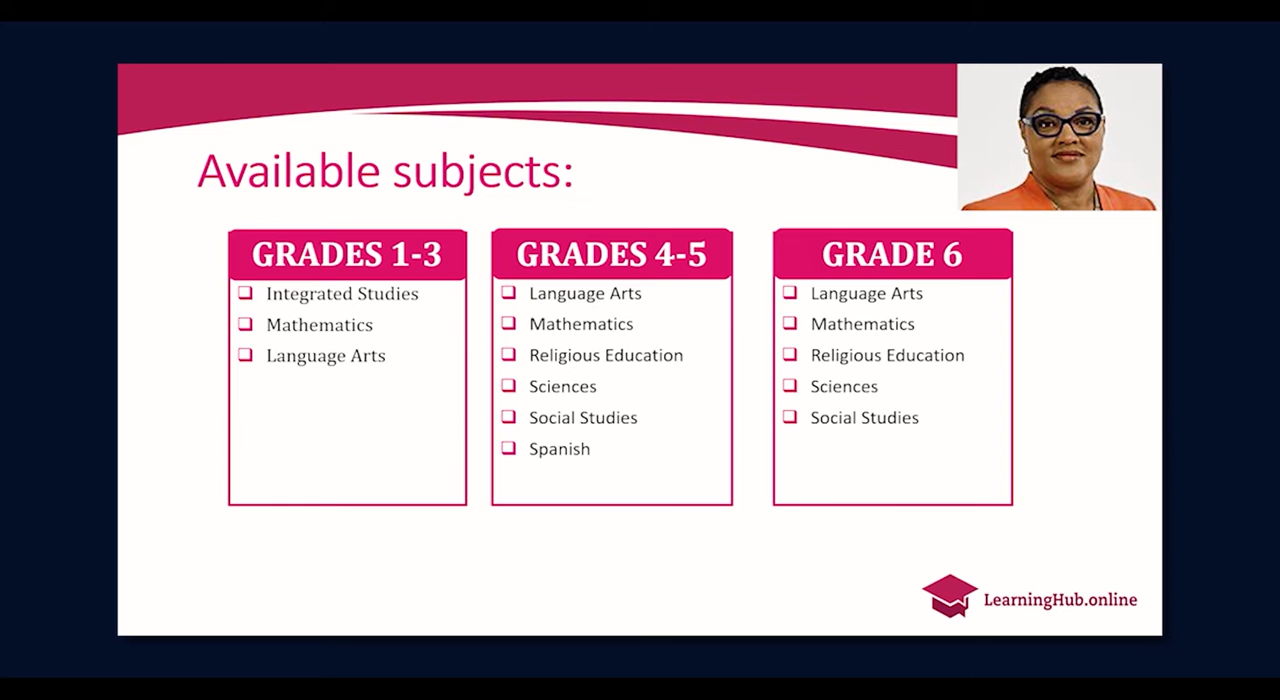 Available subjects:
GRADES 1-3
Integrated Studies
Mathematics
Language Arts
GRADES 4-5
Language Arts
Mathematics
Religious Education
Sciences
Social Studies
Spanish
GRADE 6
Language Arts
Mathematics
Religious Education
Sciences
Social Studies
LearningHub.online